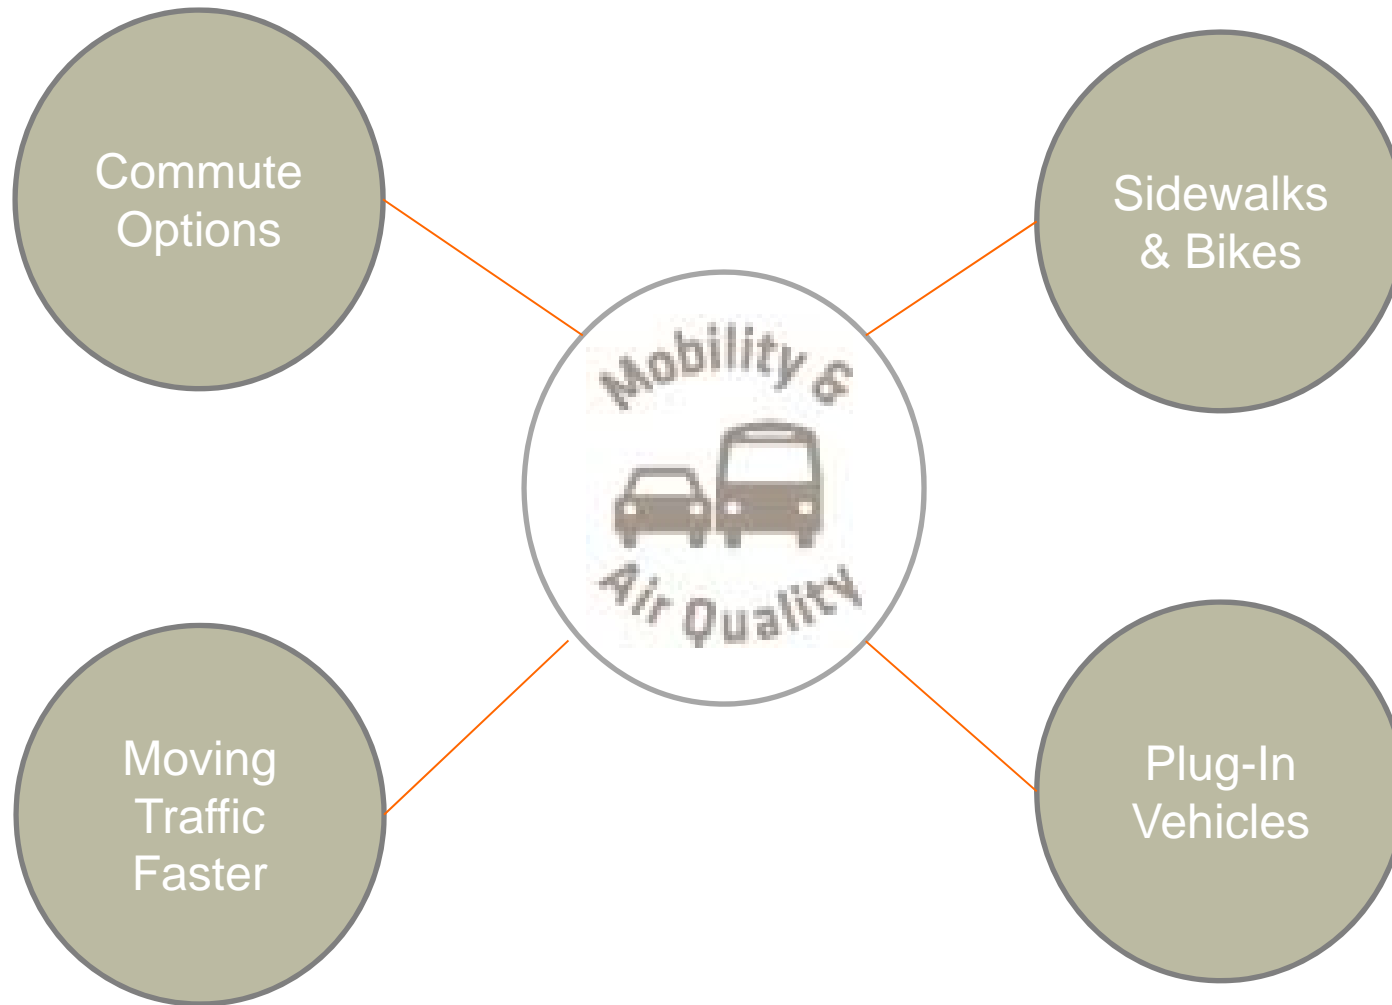 Commute
Options
Sidewalks
& Bikes
Mobility &
Air Quality
Moving
Traffic
Faster
Plug-In
Vehicles